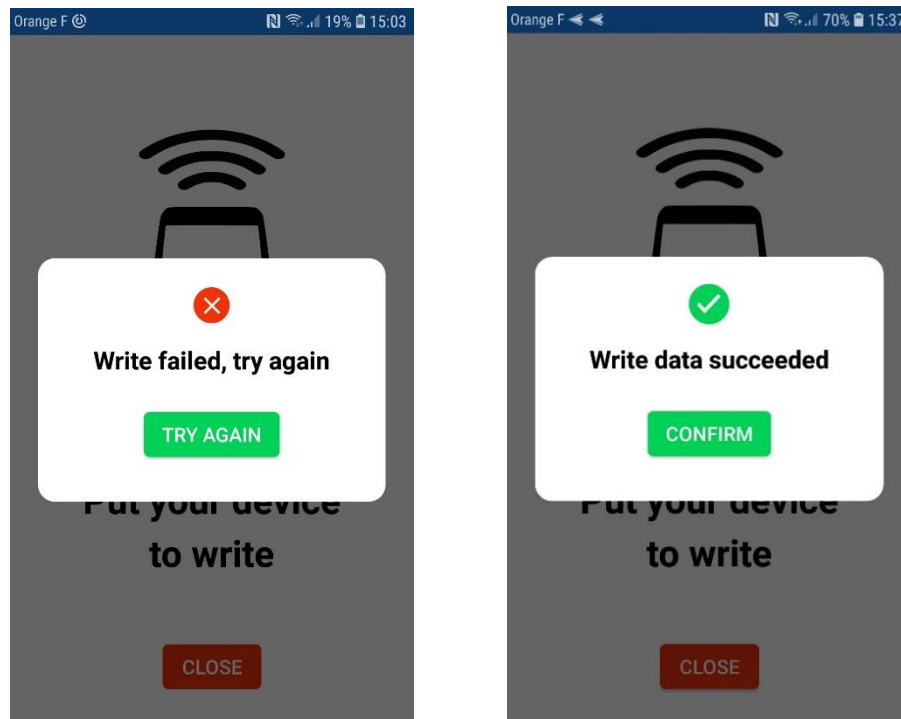 Orange F 19% 15:03
Write failed, try again
TRY AGAIN
Put your device
to write
CLOSE
Orange F 70% 15:37
Write data succeeded
CONFIRM
Put your device
to write
CLOSE